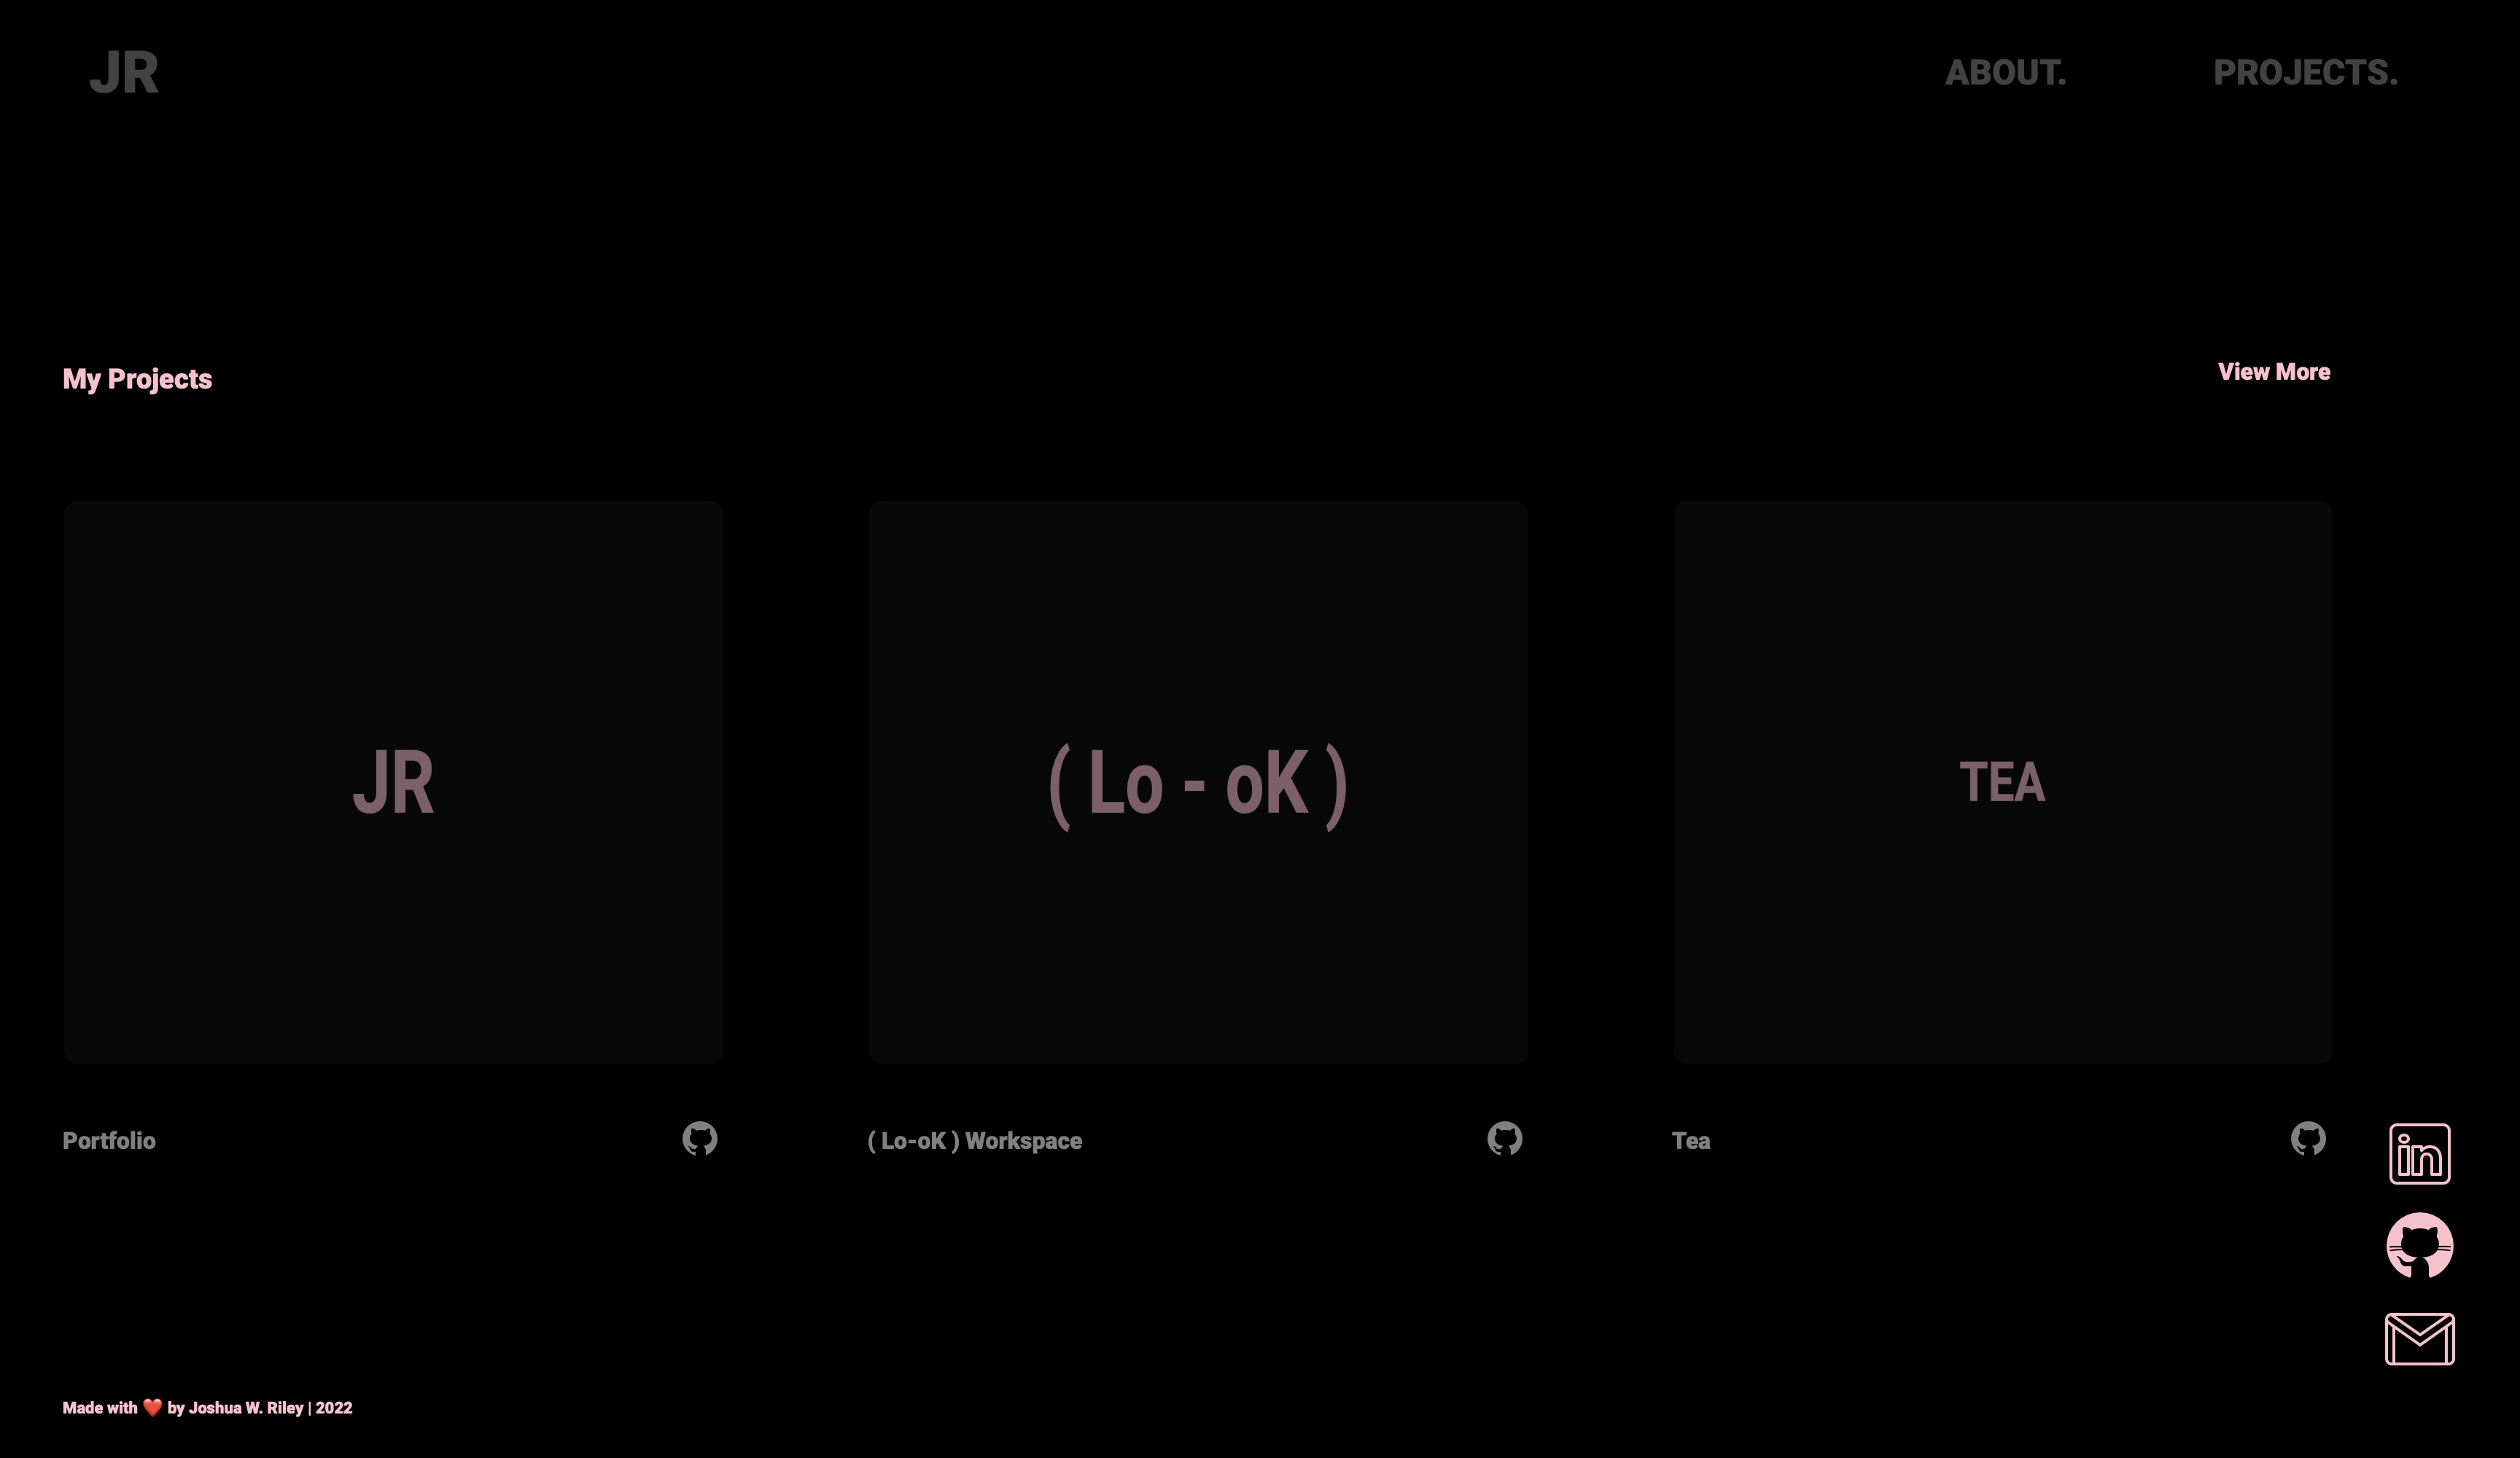 JR
ABOUT.
PROJECTS.
My Projects
View More
JR
( Lo - oK )
TEA
Portfolio
( Lo-oK ) Workspace
Tea
in
Made with ❤️ by Joshua W. Riley | 2022